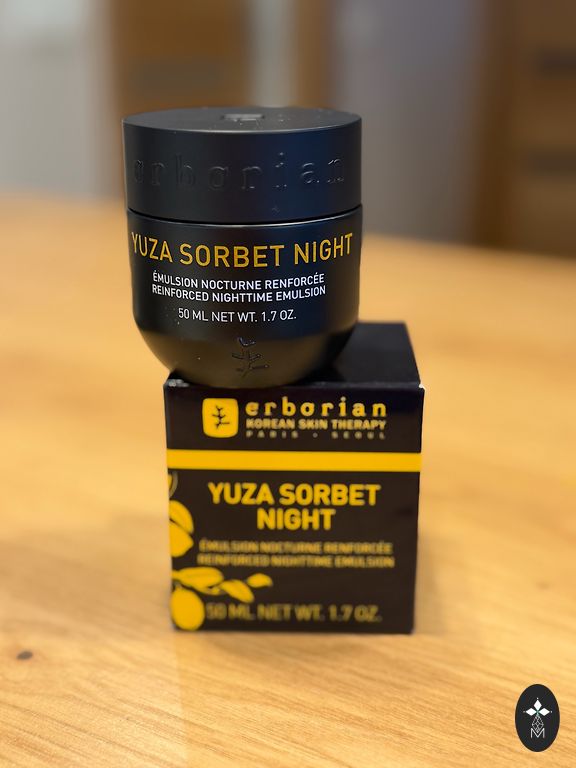 erborian
YUZA SORBET NIGHT
ÉMULSION NOCTURNE RENFORCÉE
REINFORCED NIGHTTIME EMULSION
50 ML NET WT. 1.7 OZ.
erborian
KOREAN SKIN THERAPY
PARIS - SEOUL
YUZA SORBET
NIGHT
ÉMULSION NOCTURNE RENFORCÉE
REINFORCED NIGHTTIME EMULSION
50 ML NET WT. 1.7 OZ.
M